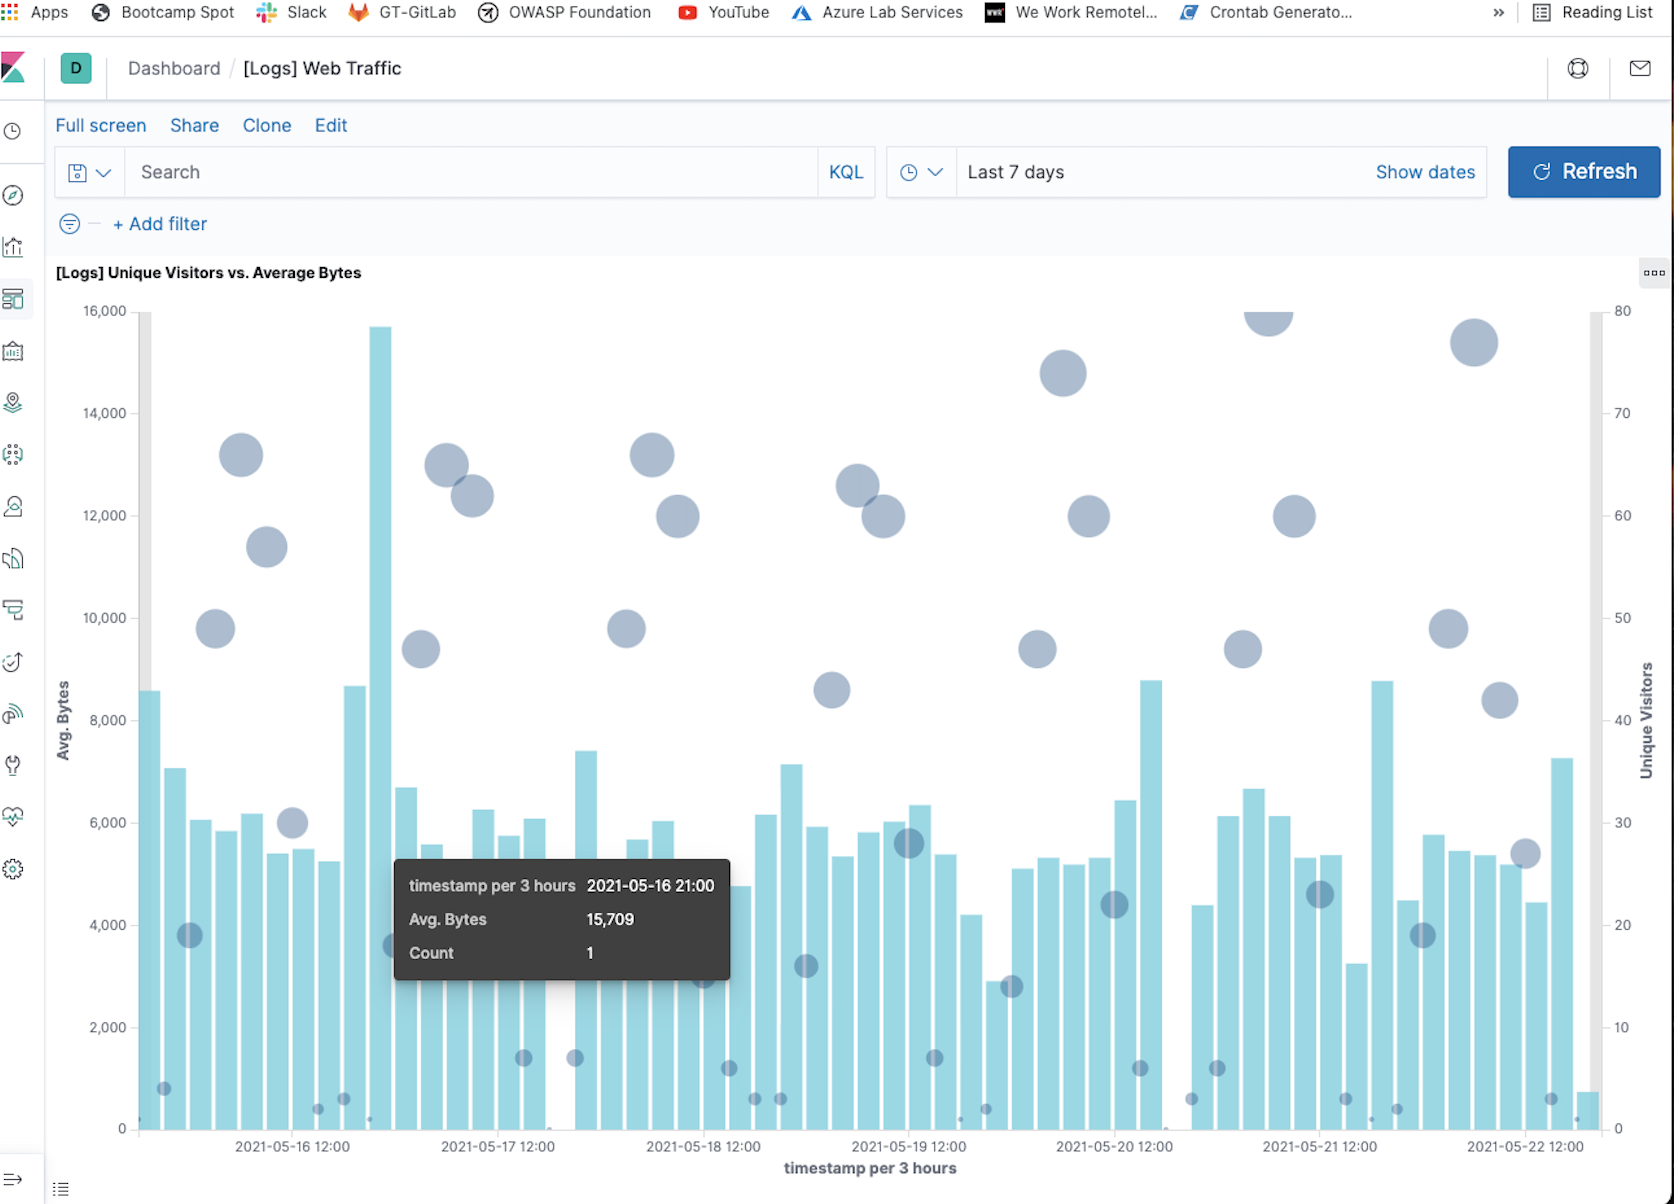 Apps Bootcamp Spot Slack GT-GitLab OWASP Foundation YouTube Azure Lab Services We Work Remotel... Crontab Generato... » Reading List
D Dashboard / [Logs] Web Traffic
Full screen Share Clone Edit
Search KQL Last 7 days Show dates Refresh
+ Add filter
[Logs] Unique Visitors vs. Average Bytes
16,000 80
14,000 70
12,000 60
10,000 50
8,000 40
6,000 30
4,000 20
2,000 10
0 0
Avg. Bytes
Unique Visitors
timestamp per 3 hours 2021-05-16 21:00
Avg. Bytes 15,709
Count 1
2021-05-16 12:00 2021-05-17 12:00 2021-05-18 12:00 2021-05-19 12:00 2021-05-20 12:00 2021-05-21 12:00 2021-05-22 12:00
timestamp per 3 hours